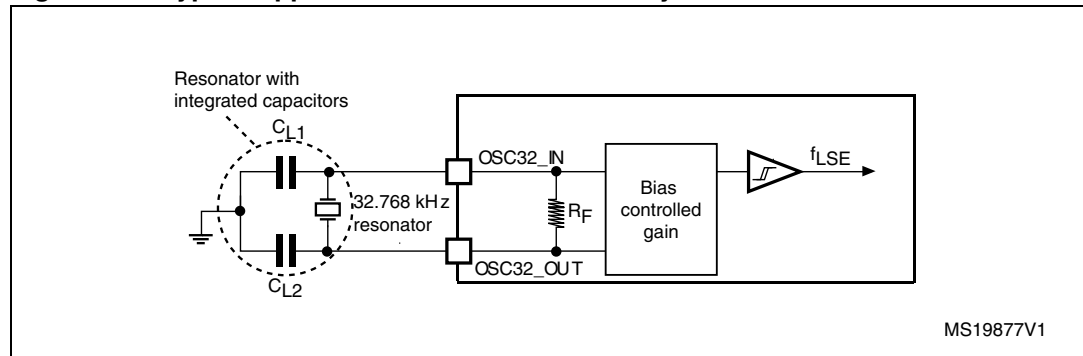 Resonator with
integrated capacitors
CL1
OSC32_IN
fLSE
Bias
controlled
gain
RF
32.768 kHz
resonator
OSC32_OUT
CL2
MS19877V1